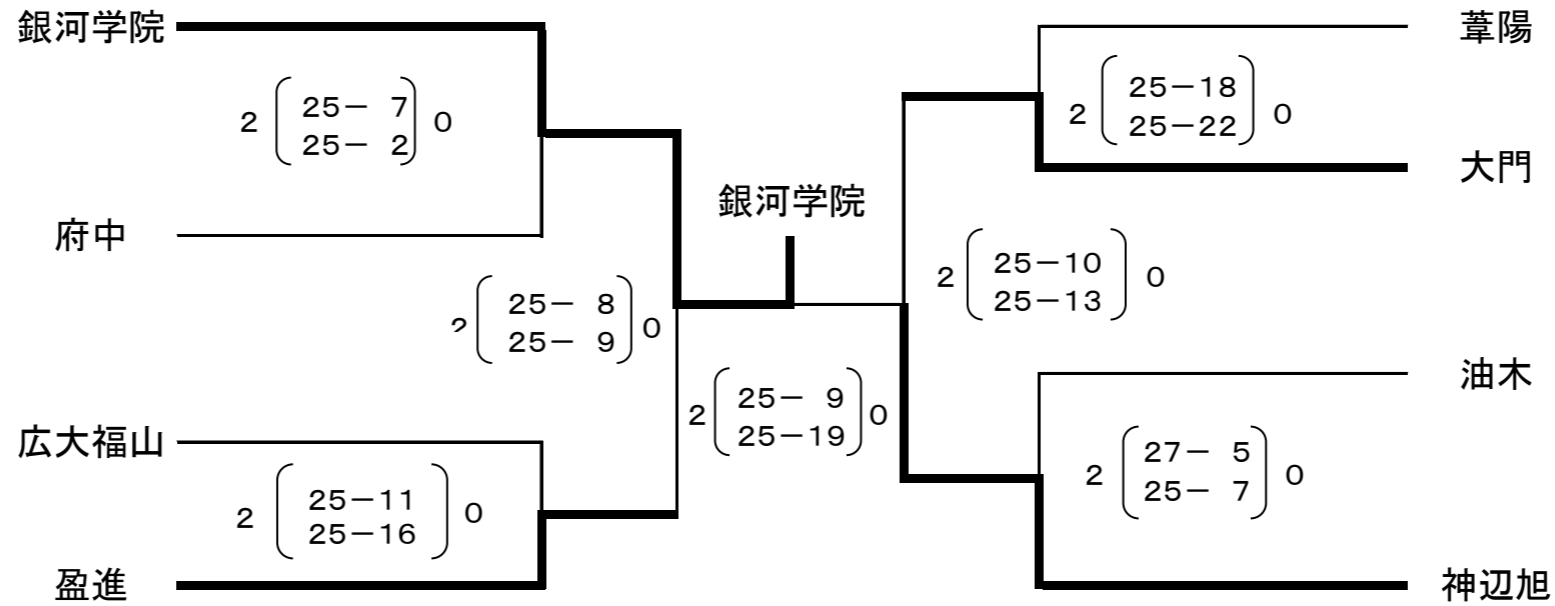 銀河学院
2 25－ 7 0
25－ 2
府中
2 25－ 8 0
25－ 9
広大福山
2 25－11 0
25－16
盈進
銀河学院
2 25－ 9 0
25－19
葦陽
2 25－18 0
25－22
大門
2 25－10 0
25－13
油木
2 27－ 5 0
25－ 7
神辺旭